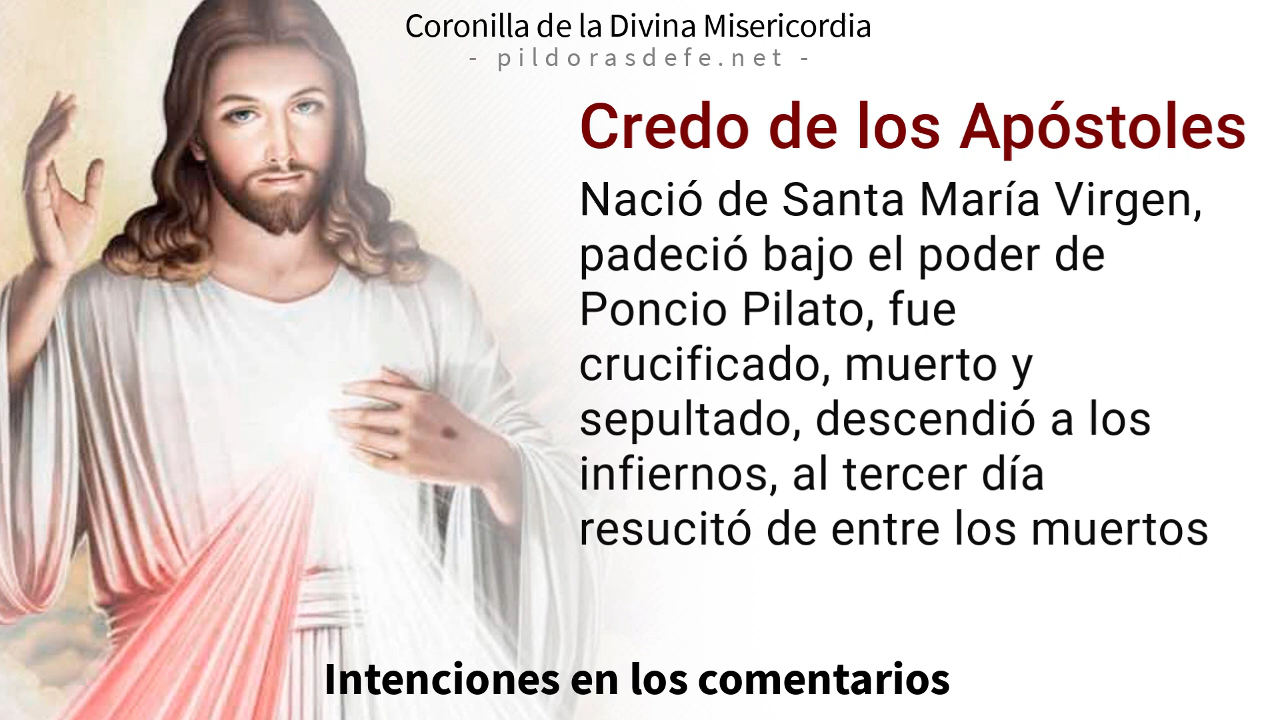 Coronilla de la Divina Misericordia
- pildorasdefe.net -
Credo de los Apóstoles
Nació de Santa María Virgen,
padeció bajo el poder de
Poncio Pilato, fue
crucificado, muerto y
sepultado, descendió a los
infiernos, al tercer día
resucitó de entre los muertos
Intenciones en los comentarios